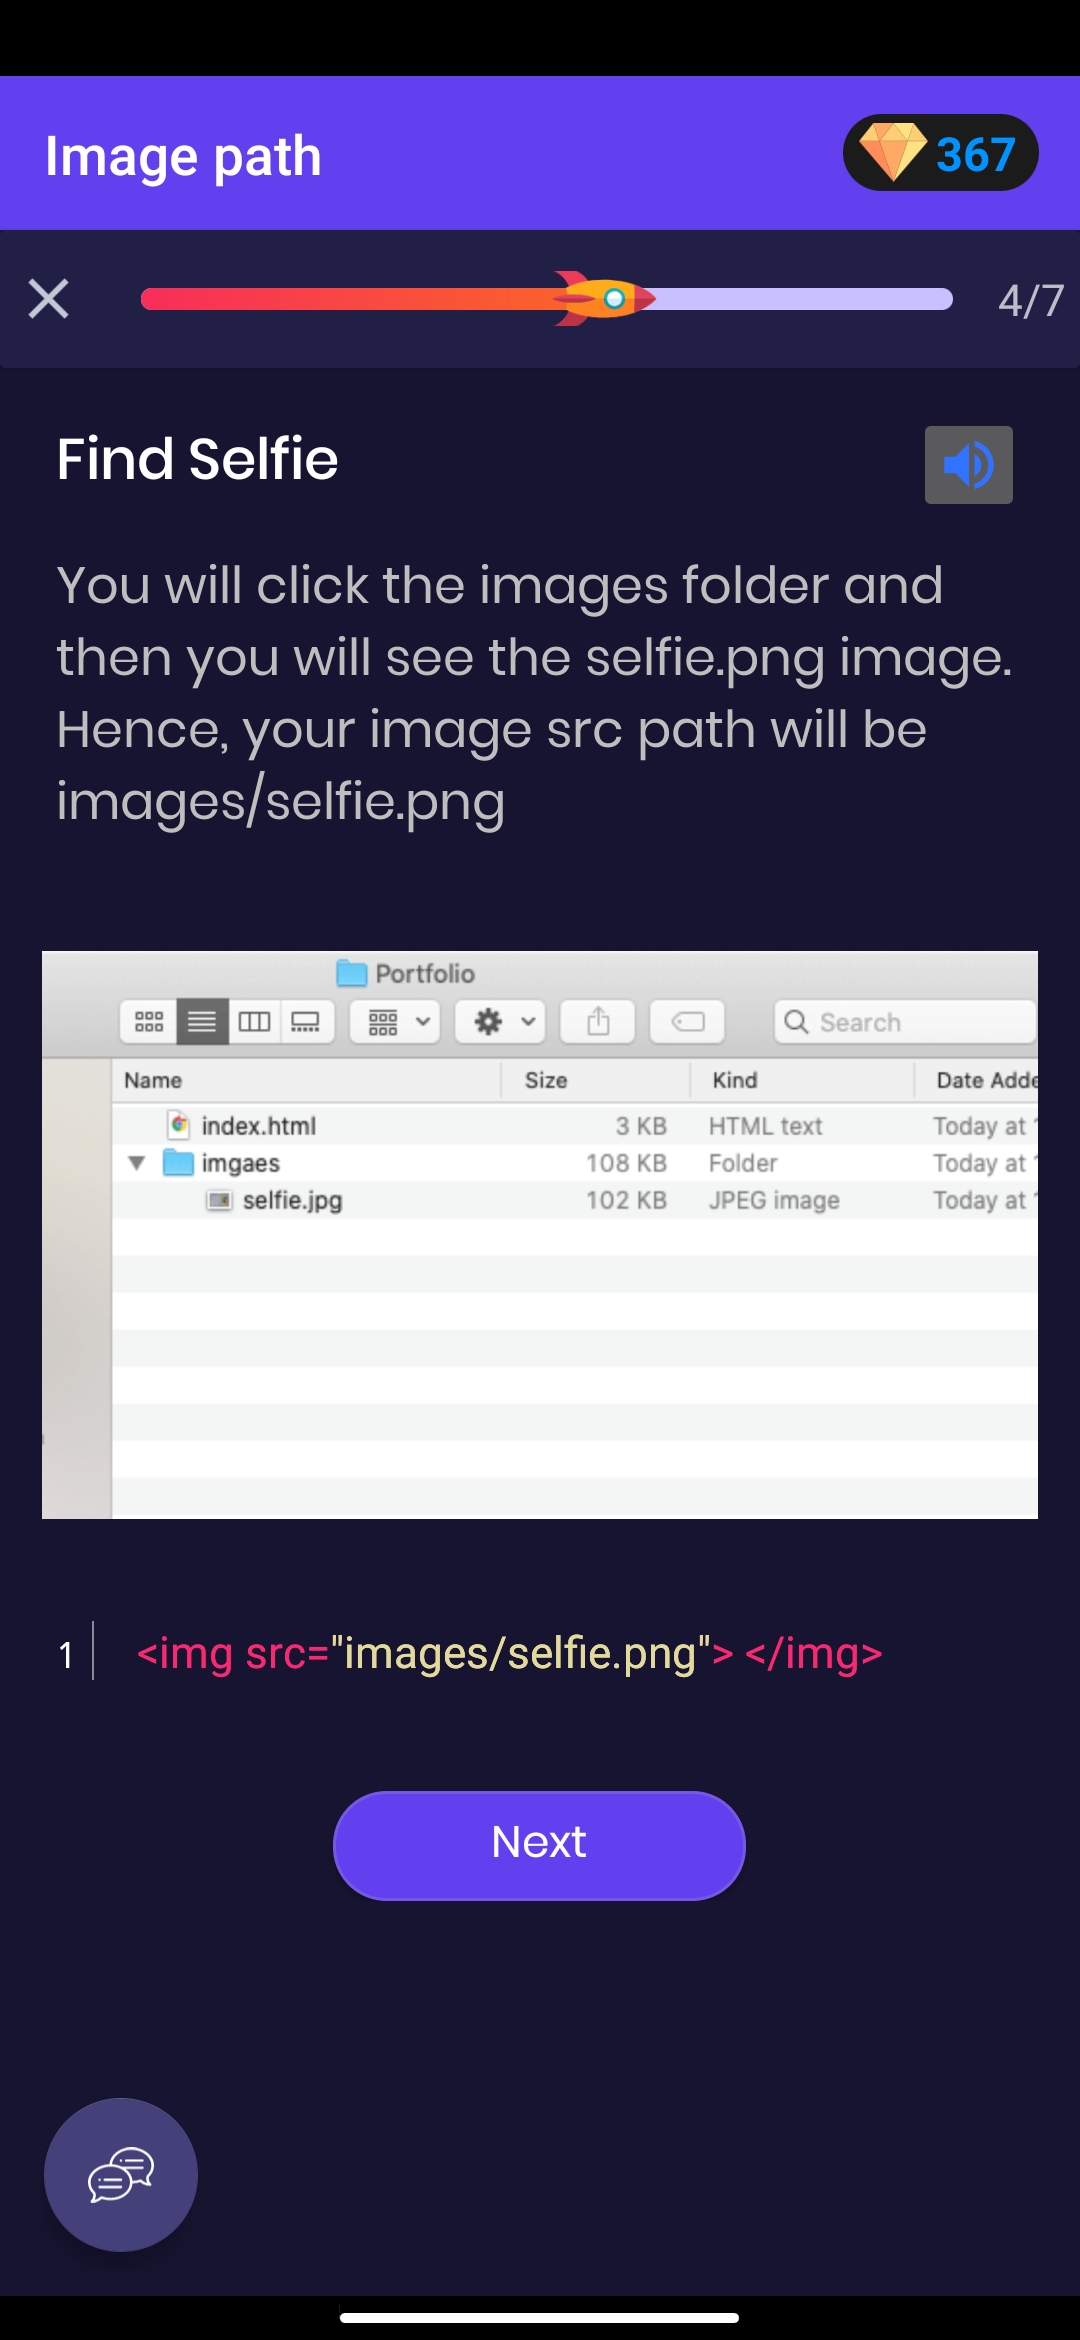 Image path
367
4/7
Find Selfie
You will click the images folder and
then you will see the selfie.png image.
Hence, your image src path will be
images/selfie.png
Portfolio
Search
Name Size Kind Date Adde
index.html 3 KB HTML text Today at
imgaes 108 KB Folder Today at
selfie.jpg 102 KB JPEG image Today at
1 <img src="images/selfie.png"> </img>
Next